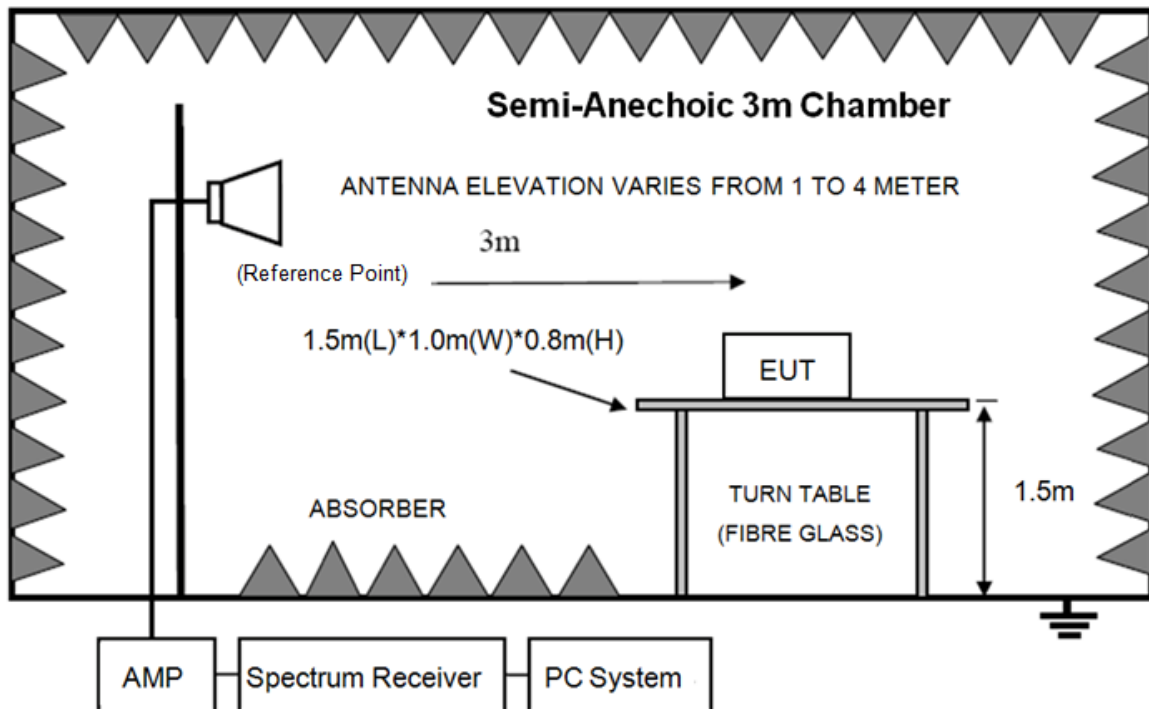 Semi-Anechoic 3m Chamber
ANTENNA ELEVATION VARIES FROM 1 TO 4 METER
3m
(Reference Point)
1.5m(L)*1.0m(W)*0.8m(H)
EUT
ABSORBER
TURN TABLE
(FIBRE GLASS)
1.5m
AMP
Spectrum Receiver
PC System